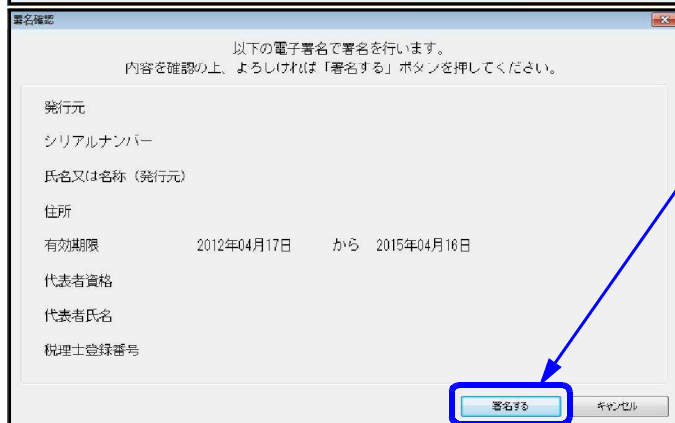 署名確認
以下の電子署名で署名を行います。
内容を確認の上、よろしければ「署名する」ボタンを押してください。
発行元
シリアルナンバー
氏名又は名称（発行元）
住所
有効期限 2012年04月17日 から 2015年04月16日
代表者資格
代表者氏名
税理士登録番号
署名する キャンセル